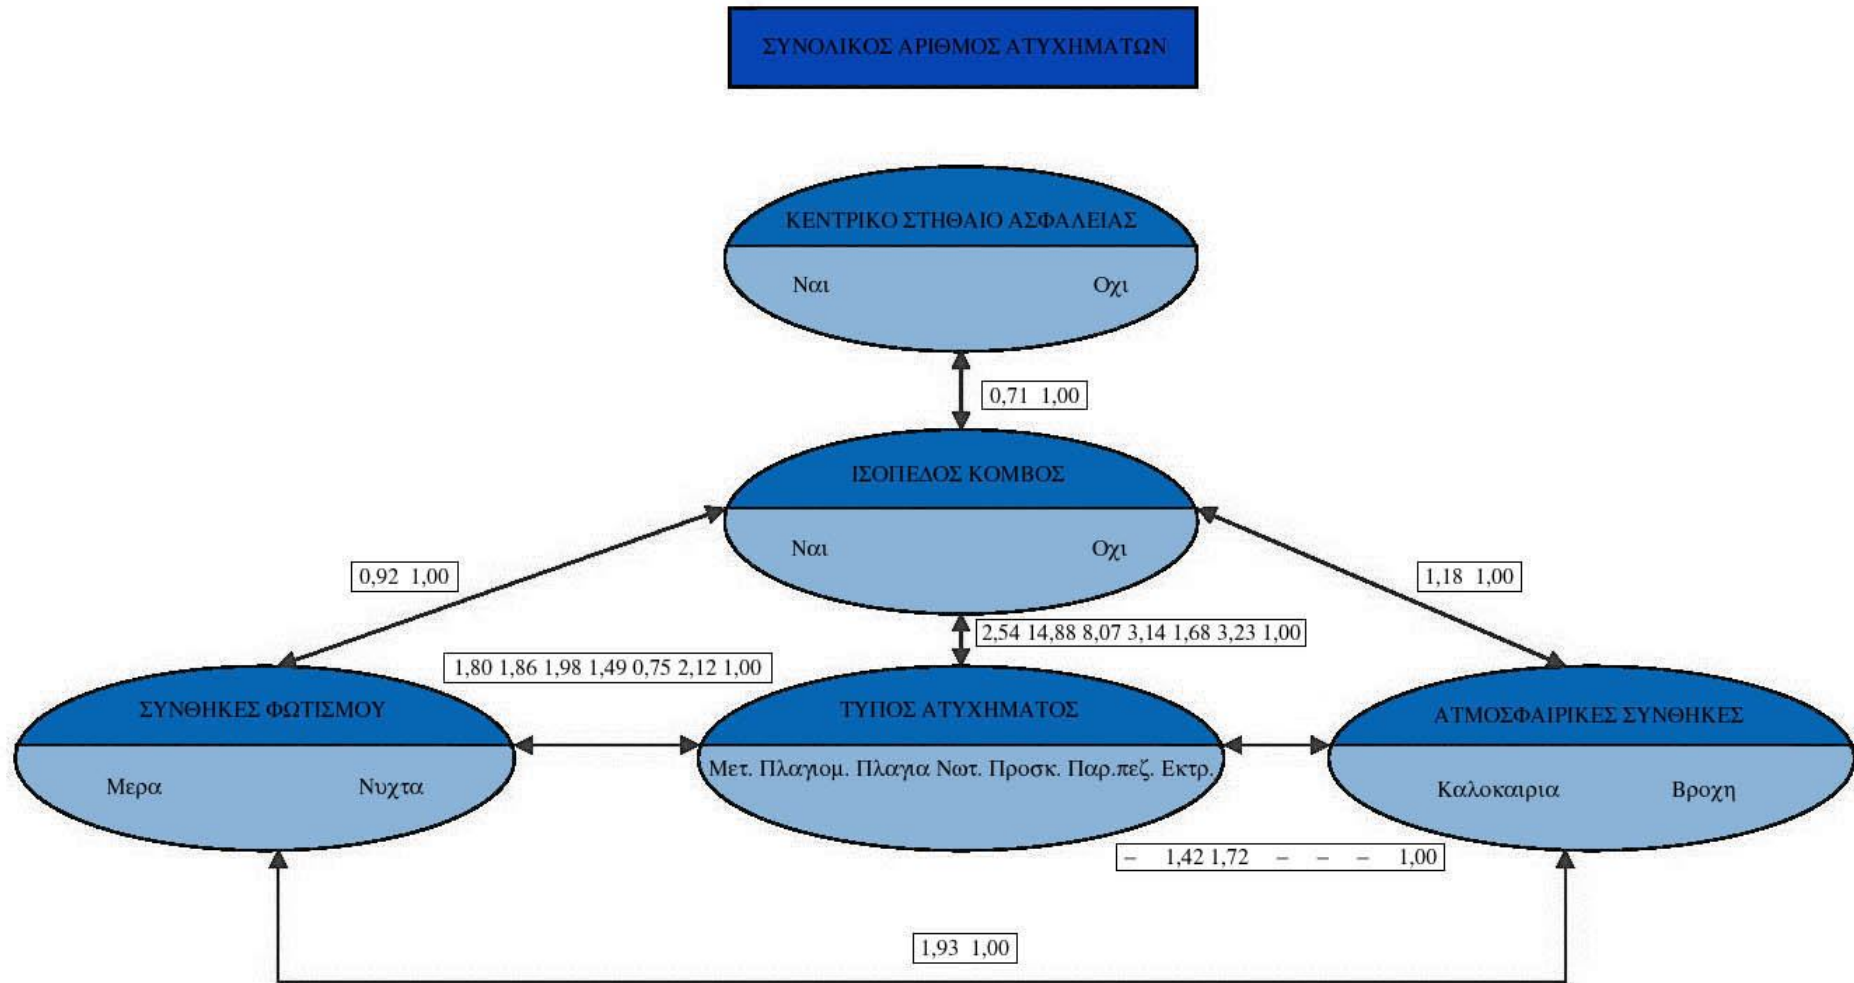 ΣΥΝΟΛΙΚΟΣ ΑΡΙΘΜΟΣ ΑΤΥΧΗΜΑΤΩΝ
ΚΕΝΤΡΙΚΟ ΣΤΗΘΑΙΟ ΑΣΦΑΛΕΙΑΣ
Ναι Οχι
0,71 1,00
ΙΣΟΠΕΔΟΣ ΚΟΜΒΟΣ
Ναι Οχι
0,92 1,00
1,18 1,00
2,54 14,88 8,07 3,14 1,68 3,23 1,00
1,80 1,86 1,98 1,49 0,75 2,12 1,00
ΣΥΝΘΗΚΕΣ ΦΩΤΙΣΜΟΥ
Μερα Νυχτα
ΤΥΠΟΣ ΑΤΥΧΗΜΑΤΟΣ
Μετ. Πλαγιομ. Πλαγια Νωτ. Προσκ. Παρ.πεζ. Εκτρ.
ΑΤΜΟΣΦΑΙΡΙΚΕΣ ΣΥΝΘΗΚΕΣ
Καλοκαιρια Βροχη
– 1,42 1,72 – – – 1,00
1,93 1,00